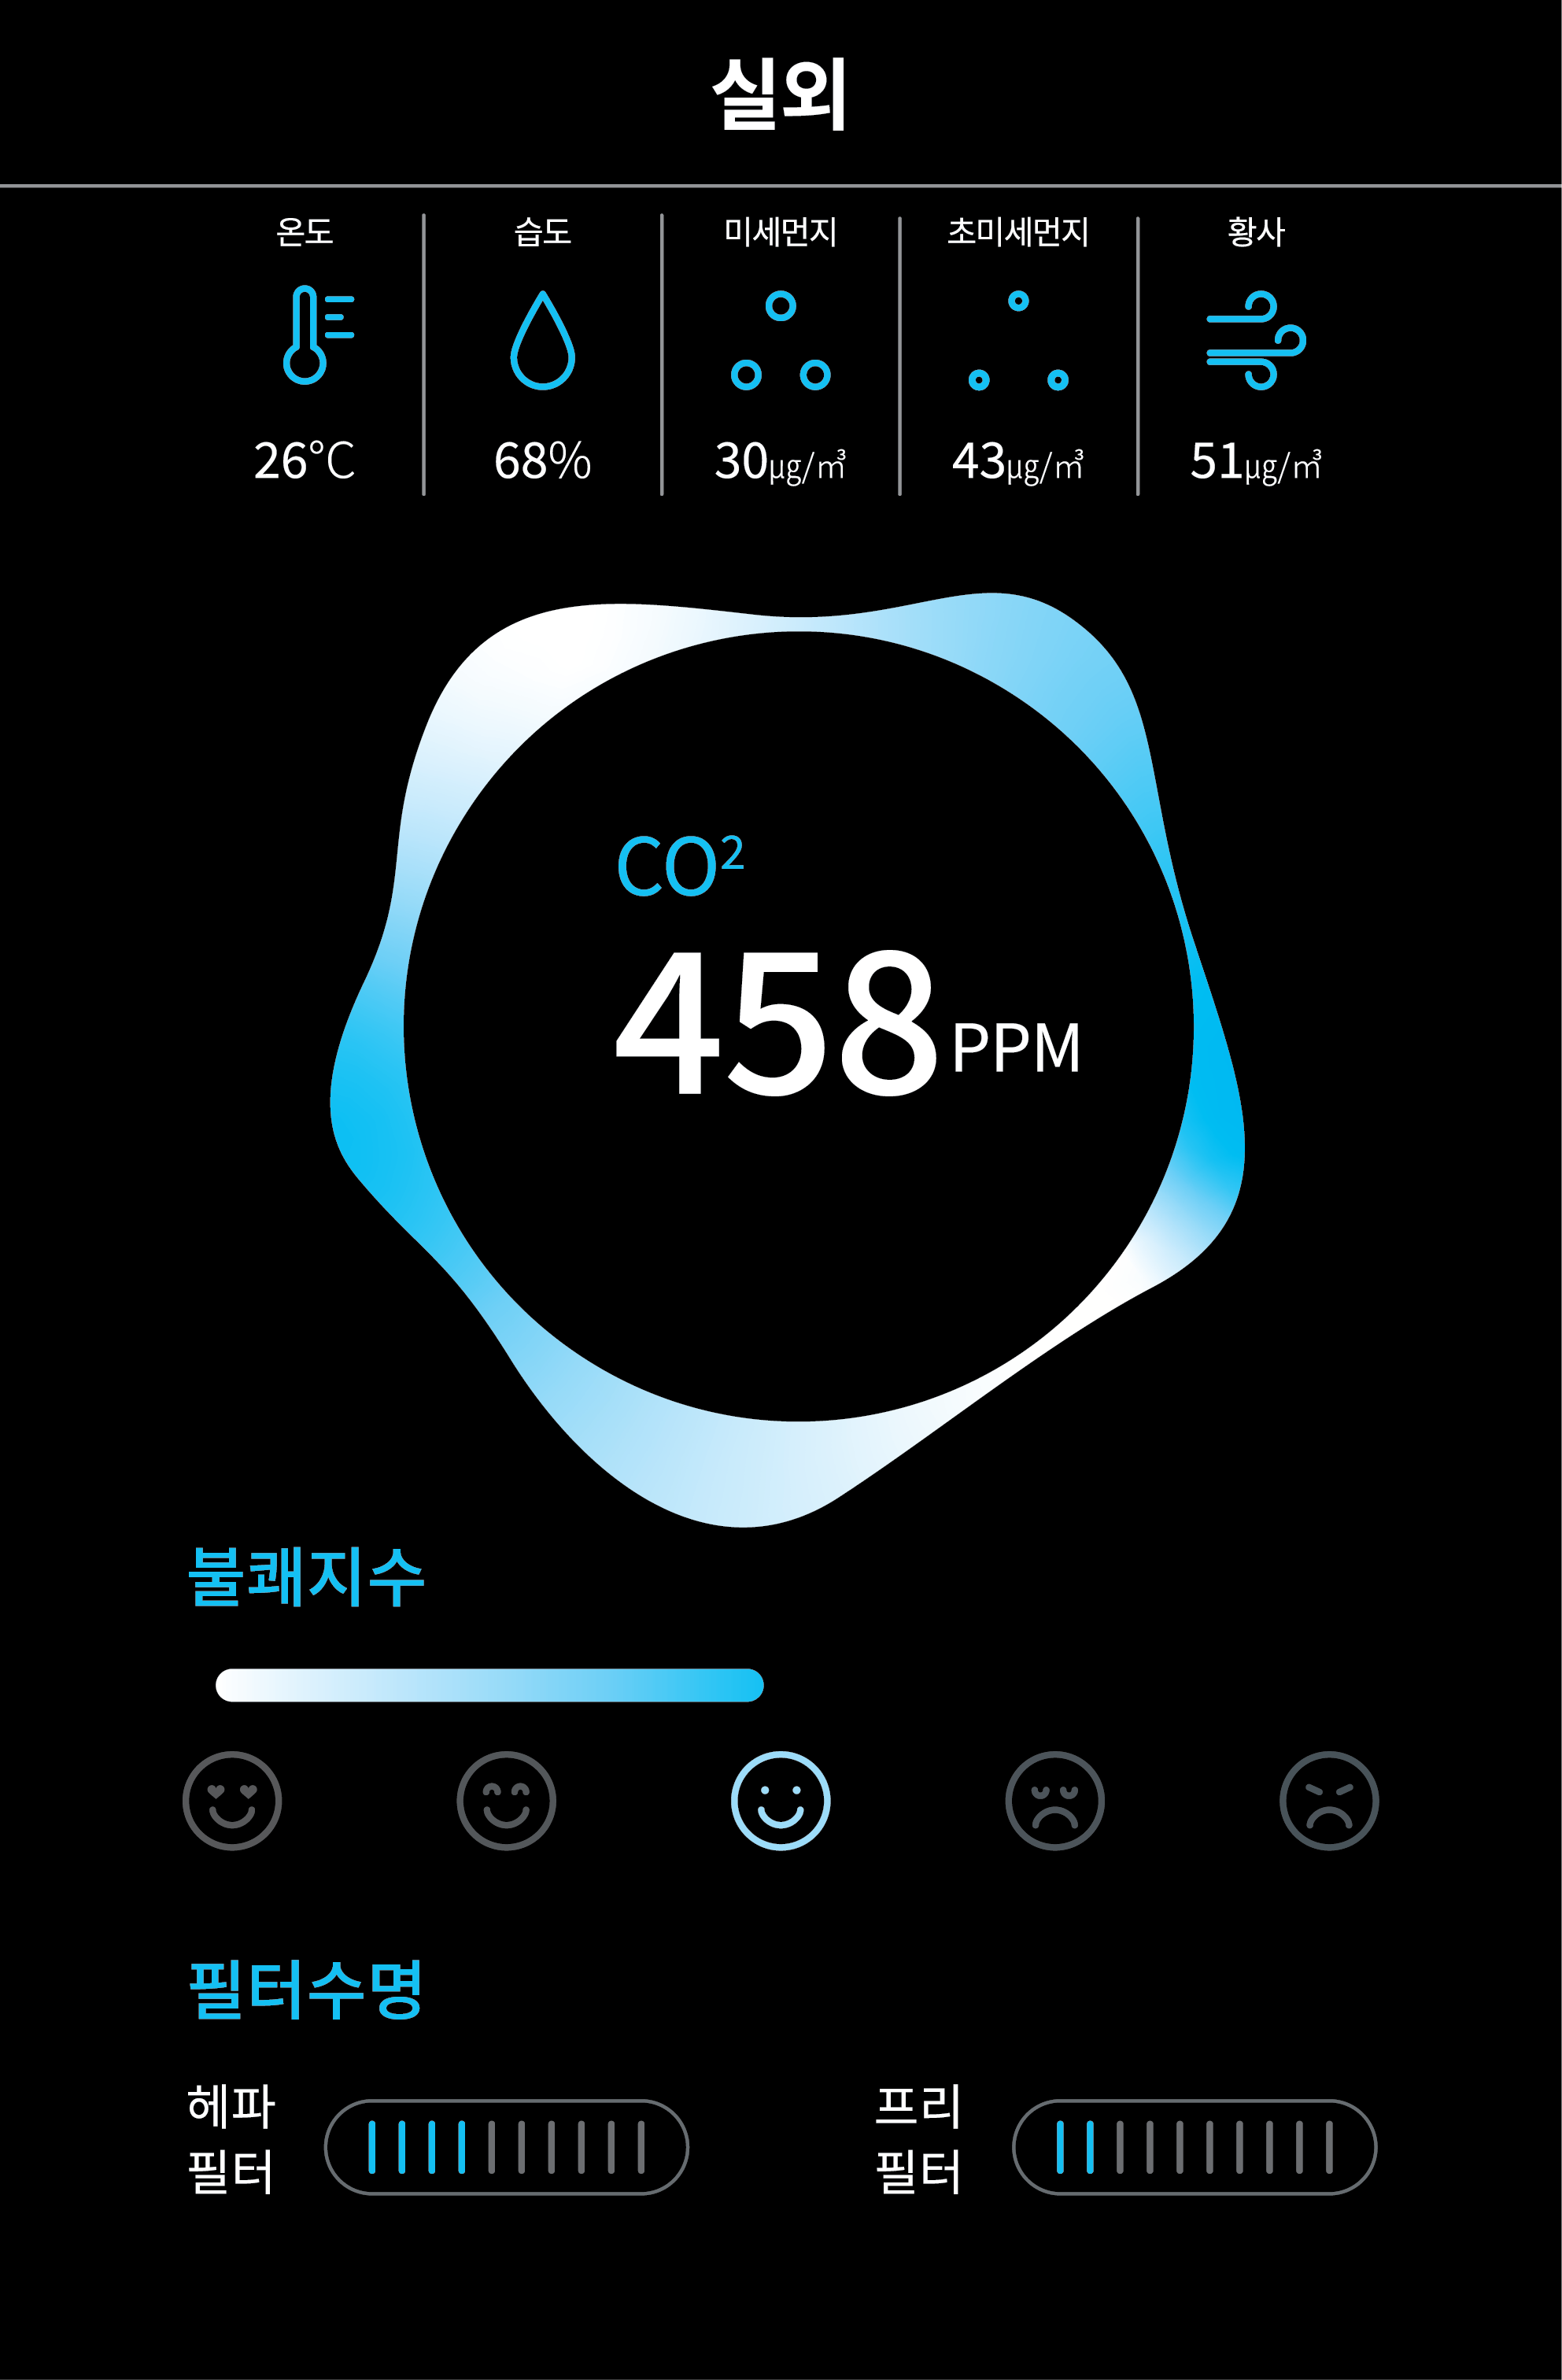 실외
온도 습도 미세먼지 초미세먼지 황사
26°C 68% 30µg/m³ 43µg/m³ 51µg/m³
CO²
458PPM
불쾌지수
필터수명
헤파
필터
프리
필터